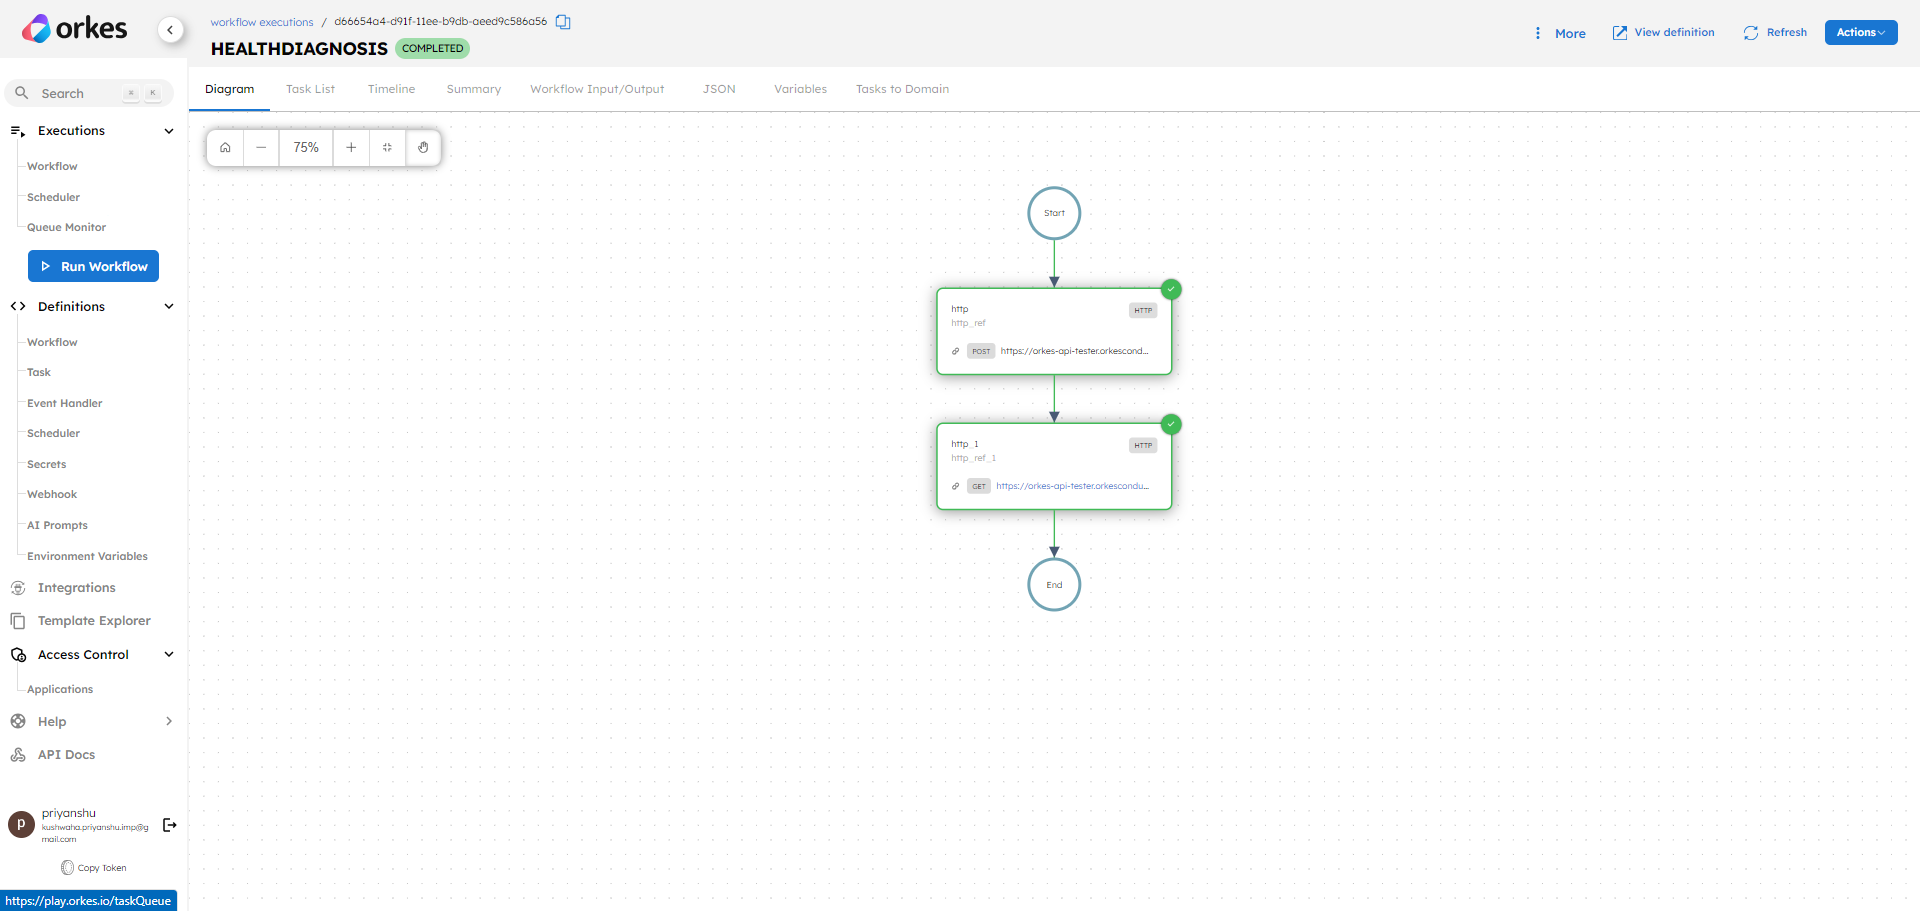 orkes
workflow executions / d66654a4-d91f-11ee-b9db-aeed9c586a56
HEALTHDIAGNOSIS COMPLETED
More
View definition
Refresh
Actions
Search ⌘ K
Executions
Workflow
Scheduler
Queue Monitor
Run Workflow
Definitions
Workflow
Task
Event Handler
Scheduler
Secrets
Webhook
AI Prompts
Environment Variables
Integrations
Template Explorer
Access Control
Applications
Help
API Docs
p
priyanshu
kushwaha.priyanshu.imp@g
mail.com
Copy Token
https://play.orkes.io/taskQueue
Diagram Task List Timeline Summary Workflow Input/Output JSON Variables Tasks to Domain
75%
Start
http HTTP
http_ref
POST https://orkes-api-tester.orkescond...
http_1 HTTP
http_ref_1
GET https://orkes-api-tester.orkescondu...
End